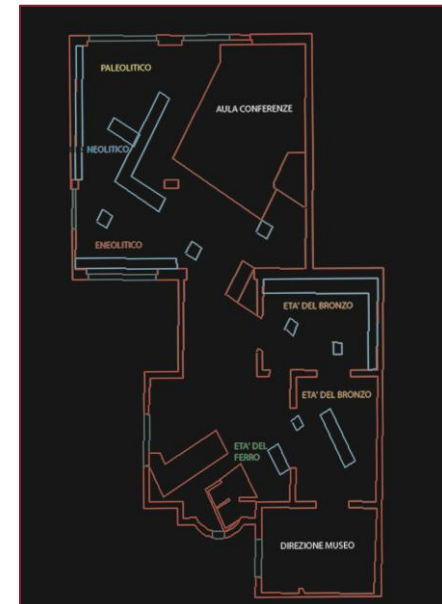 PALEOLITICO
AULA CONFERENZE
NEOLITICO
ENEOLITICO
ETA' DEL BRONZO
ETA' DEL BRONZO
ETA' DEL
FERRO
DIREZIONE MUSEO